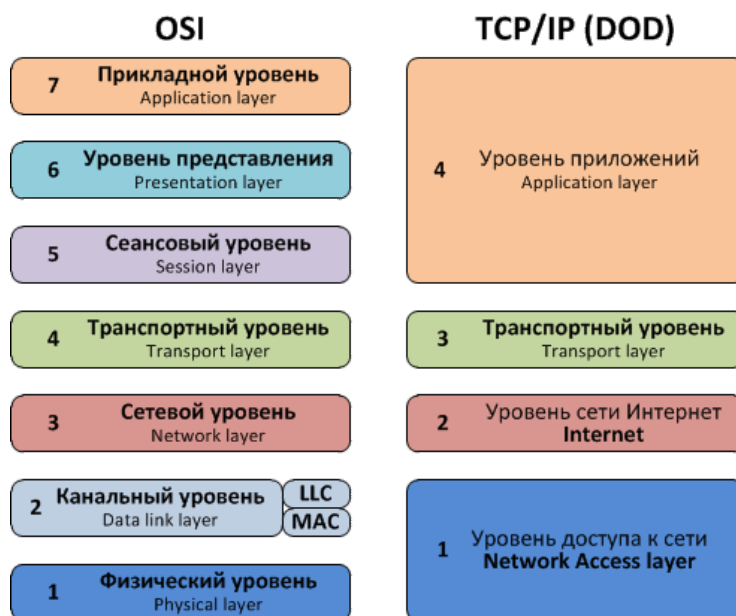 OSI
7
Прикладной уровень
Application layer
6
Уровень представления
Presentation layer
5
Сеансовый уровень
Session layer
4
Транспортный уровень
Transport layer
3
Сетевой уровень
Network layer
2
Канальный уровень
Data link layer
LLC
MAC
1
Физический уровень
Physical layer
TCP/IP (DOD)
4
Уровень приложений
Application layer
3
Транспортный уровень
Transport layer
2
Уровень сети Интернет
Internet
1
Уровень доступа к сети
Network Access layer